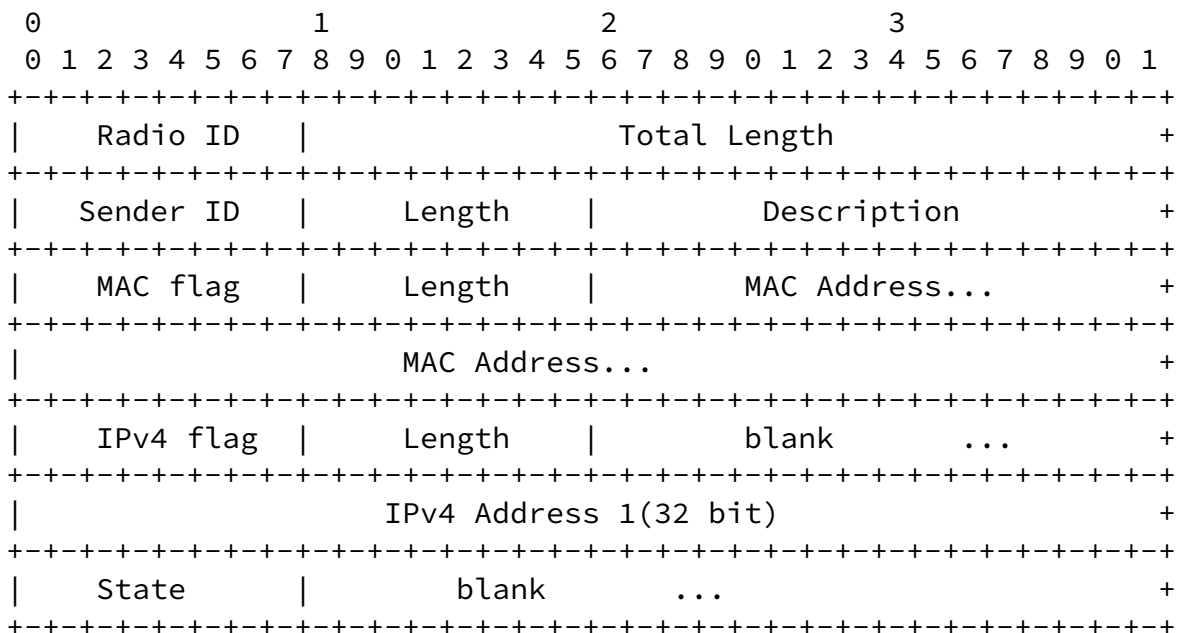 0                   1                   2                   3
 0 1 2 3 4 5 6 7 8 9 0 1 2 3 4 5 6 7 8 9 0 1 2 3 4 5 6 7 8 9 0 1
+-+-+-+-+-+-+-+-+-+-+-+-+-+-+-+-+-+-+-+-+-+-+-+-+-+-+-+-+-+-+-+-+
|    Radio ID   |                 Total Length                  +
+-+-+-+-+-+-+-+-+-+-+-+-+-+-+-+-+-+-+-+-+-+-+-+-+-+-+-+-+-+-+-+-+
|   Sender ID   |     Length    |         Description           +
+-+-+-+-+-+-+-+-+-+-+-+-+-+-+-+-+-+-+-+-+-+-+-+-+-+-+-+-+-+-+-+-+
|    MAC flag   |     Length    |        MAC Address...         +
+-+-+-+-+-+-+-+-+-+-+-+-+-+-+-+-+-+-+-+-+-+-+-+-+-+-+-+-+-+-+-+-+
|                     MAC Address...                            +
+-+-+-+-+-+-+-+-+-+-+-+-+-+-+-+-+-+-+-+-+-+-+-+-+-+-+-+-+-+-+-+-+
|    IPv4 flag  |     Length    |        blank       ...        +
+-+-+-+-+-+-+-+-+-+-+-+-+-+-+-+-+-+-+-+-+-+-+-+-+-+-+-+-+-+-+-+-+
|                    IPv4 Address 1(32 bit)                     +
+-+-+-+-+-+-+-+-+-+-+-+-+-+-+-+-+-+-+-+-+-+-+-+-+-+-+-+-+-+-+-+-+
|    State      |        blank       ...                        +
+-+-+-+-+-+-+-+-+-+-+-+-+-+-+-+-+-+-+-+-+-+-+-+-+-+-+-+-+-+-+-+-+